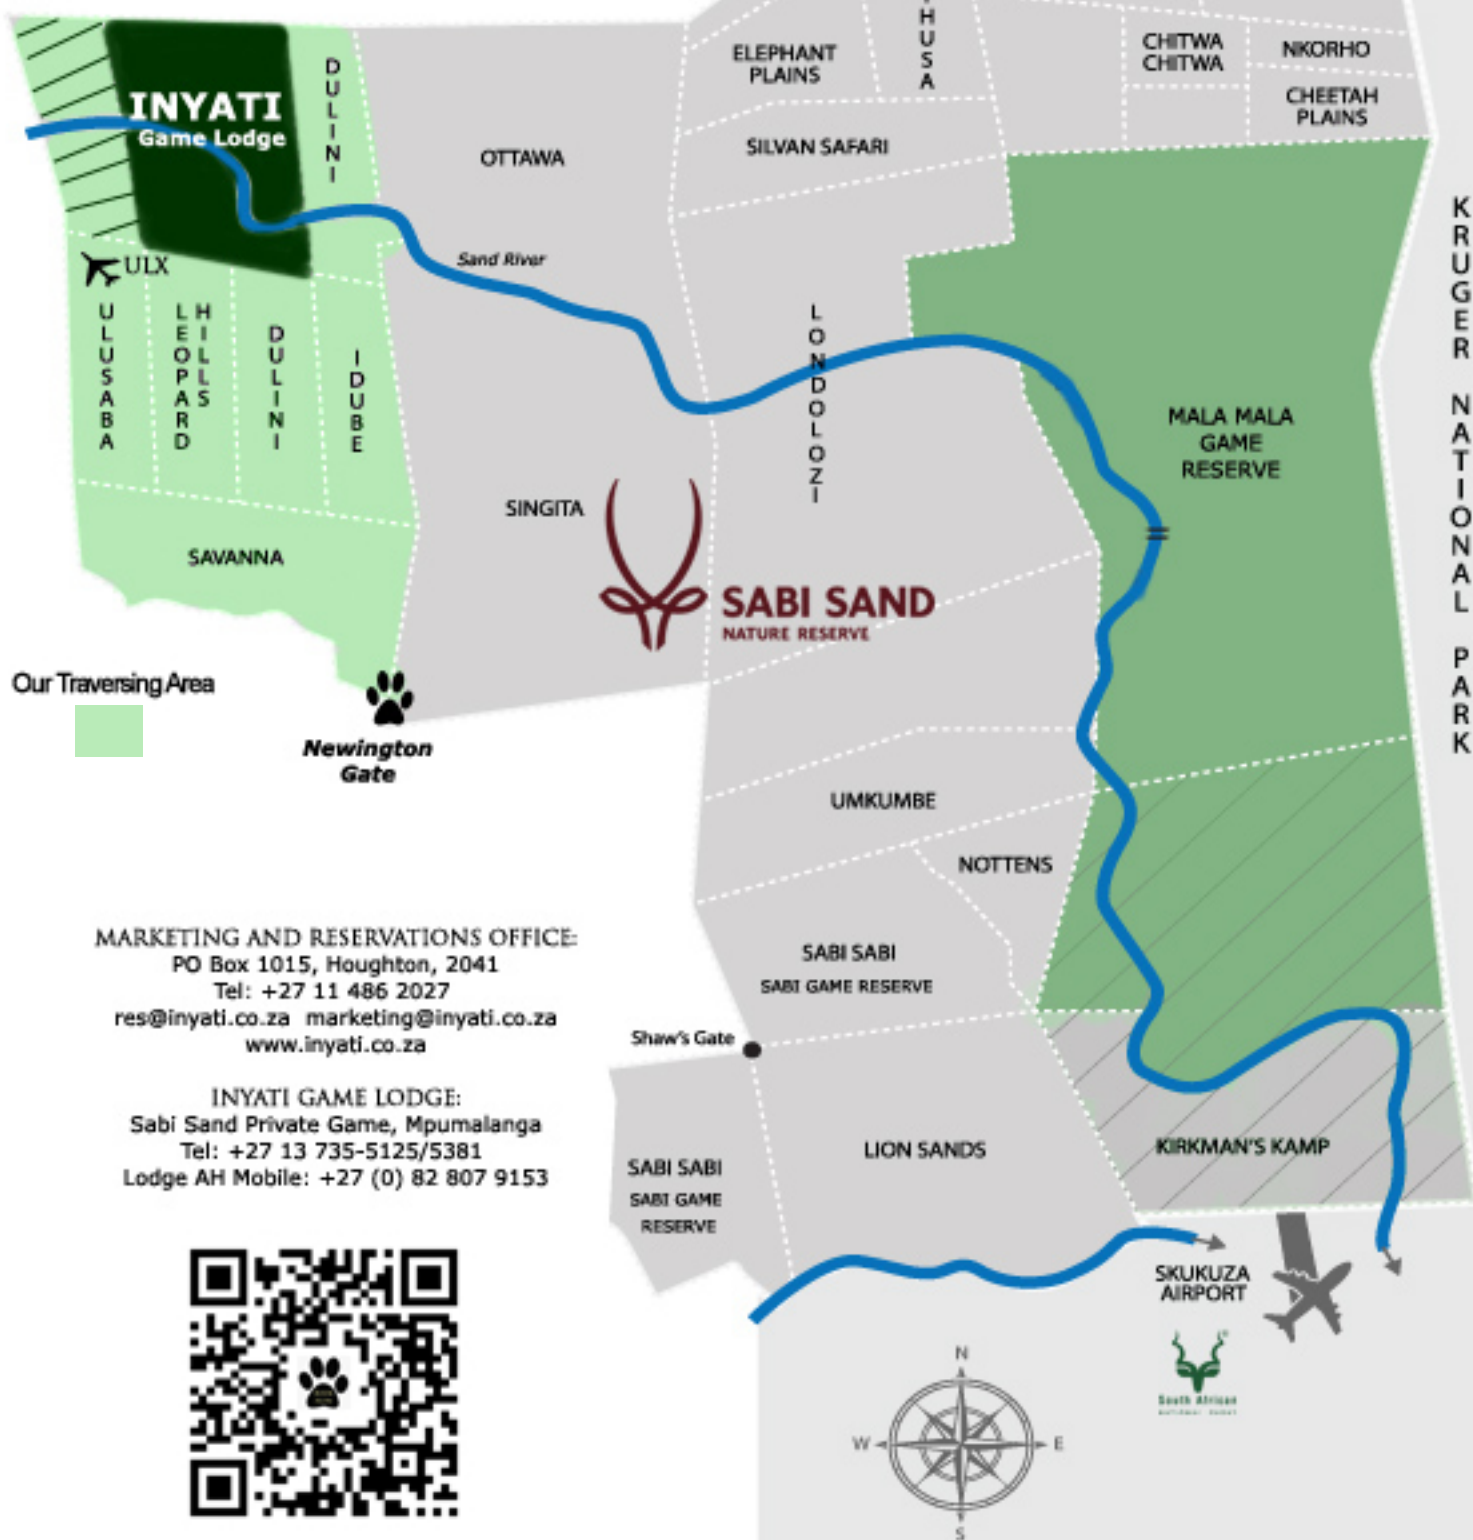 HUSA
ELEPHANT
PLAINS
CHITWA
CHITWA
NKORHO
CHEETAH
PLAINS
INYATI
Game Lodge
DULINI
OTTAWA
SILVAN SAFARI
Sand River
ULX
ULUSABA
LEOPARD
HILLS
DULINI
IDUBE
LONDOLOZI
MALA MALA
GAME
RESERVE
KRUGER NATIONAL PARK
SINGITA
SAVANNA
SABI SAND
NATURE RESERVE
Our Traversing Area
Newington
Gate
UMKUMBE
NOTTENS
SABI SABI
SABI GAME RESERVE
Shaw's Gate
LION SANDS
KIRKMAN'S KAMP
SABI SABI
SABI GAME
RESERVE
SKUKUZA
AIRPORT
South African
MARKETING AND RESERVATIONS OFFICE:
PO Box 1015, Houghton, 2041
Tel: +27 11 486 2027
res@inyati.co.za marketing@inyati.co.za
www.inyati.co.za
INYATI GAME LODGE:
Sabi Sand Private Game, Mpumalanga
Tel: +27 13 735-5125/5381
Lodge AH Mobile: +27 (0) 82 807 9153
N
W
E
S